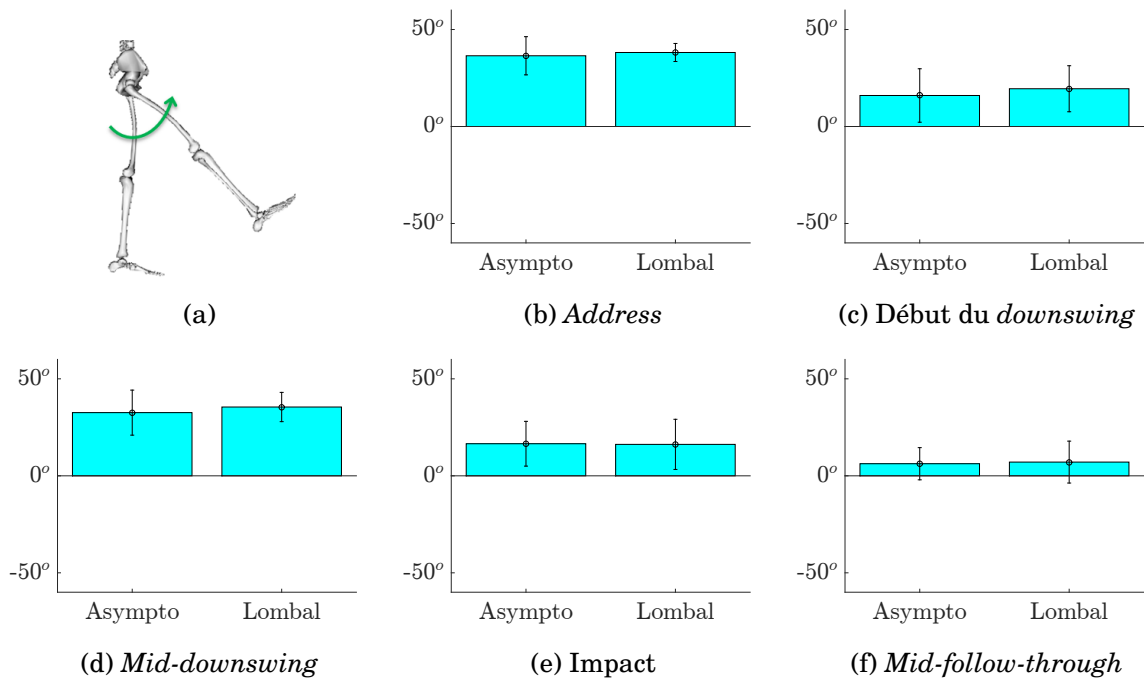 50°
0°
-50°
Asympto Lombal
50°
0°
-50°
Asympto Lombal
(a)
(b) Address
(c) Début du downswing
50°
0°
-50°
Asympto Lombal
50°
0°
-50°
Asympto Lombal
50°
0°
-50°
Asympto Lombal
(d) Mid-downswing
(e) Impact
(f) Mid-follow-through